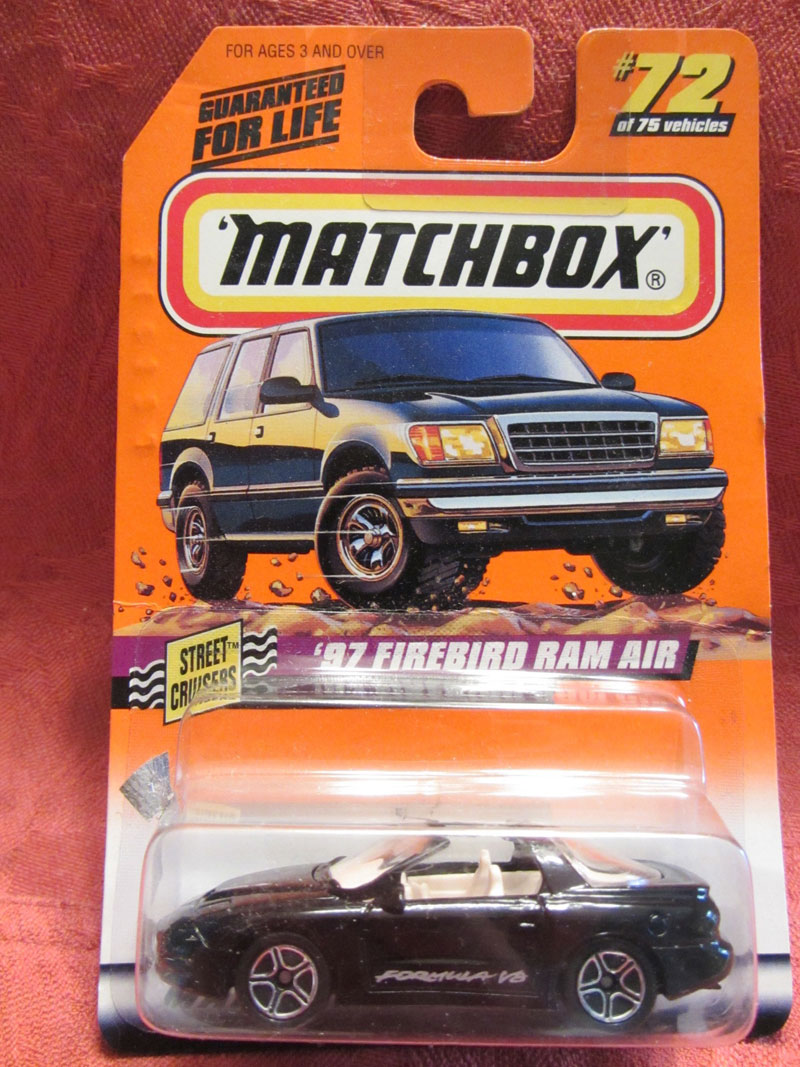 FOR AGES 3 AND OVER
GUARANTEED
FOR LIFE
#72
of 75 vehicles
'MATCHBOX'®
STREET™
CRUISERS
'97 FIREBIRD RAM AIR
FORMULA V8